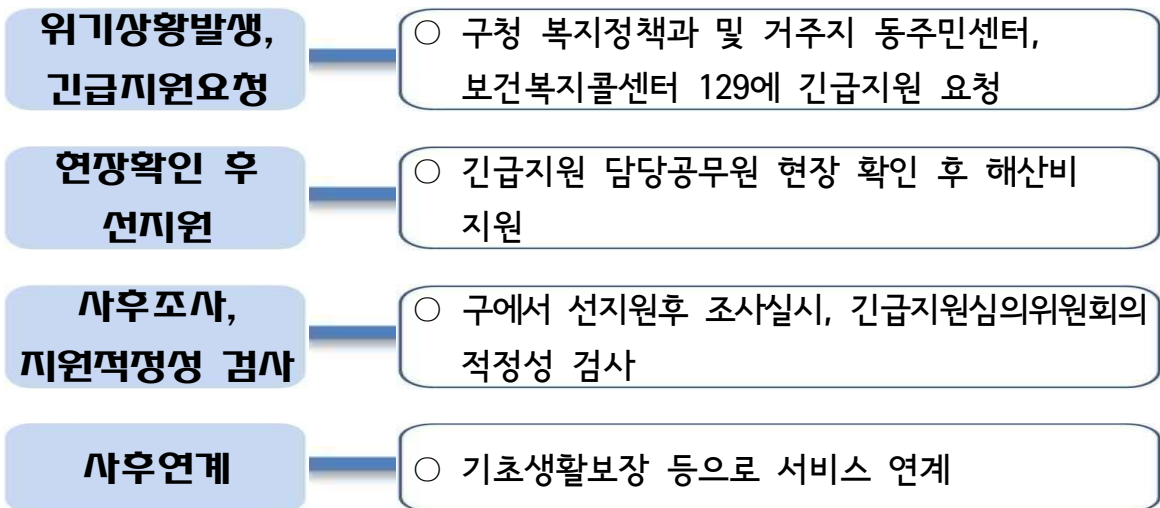 위기상황발생,
긴급지원요청
○ 구청 복지정책과 및 거주지 동주민센터,
보건복지콜센터 129에 긴급지원 요청
현장확인 후
선지원
○ 긴급지원 담당공무원 현장 확인 후 해산비
지원
사후조사,
지원적정성 검사
○ 구에서 선지원후 조사실시, 긴급지원심의위원회의
적정성 검사
사후연계
○ 기초생활보장 등으로 서비스 연계